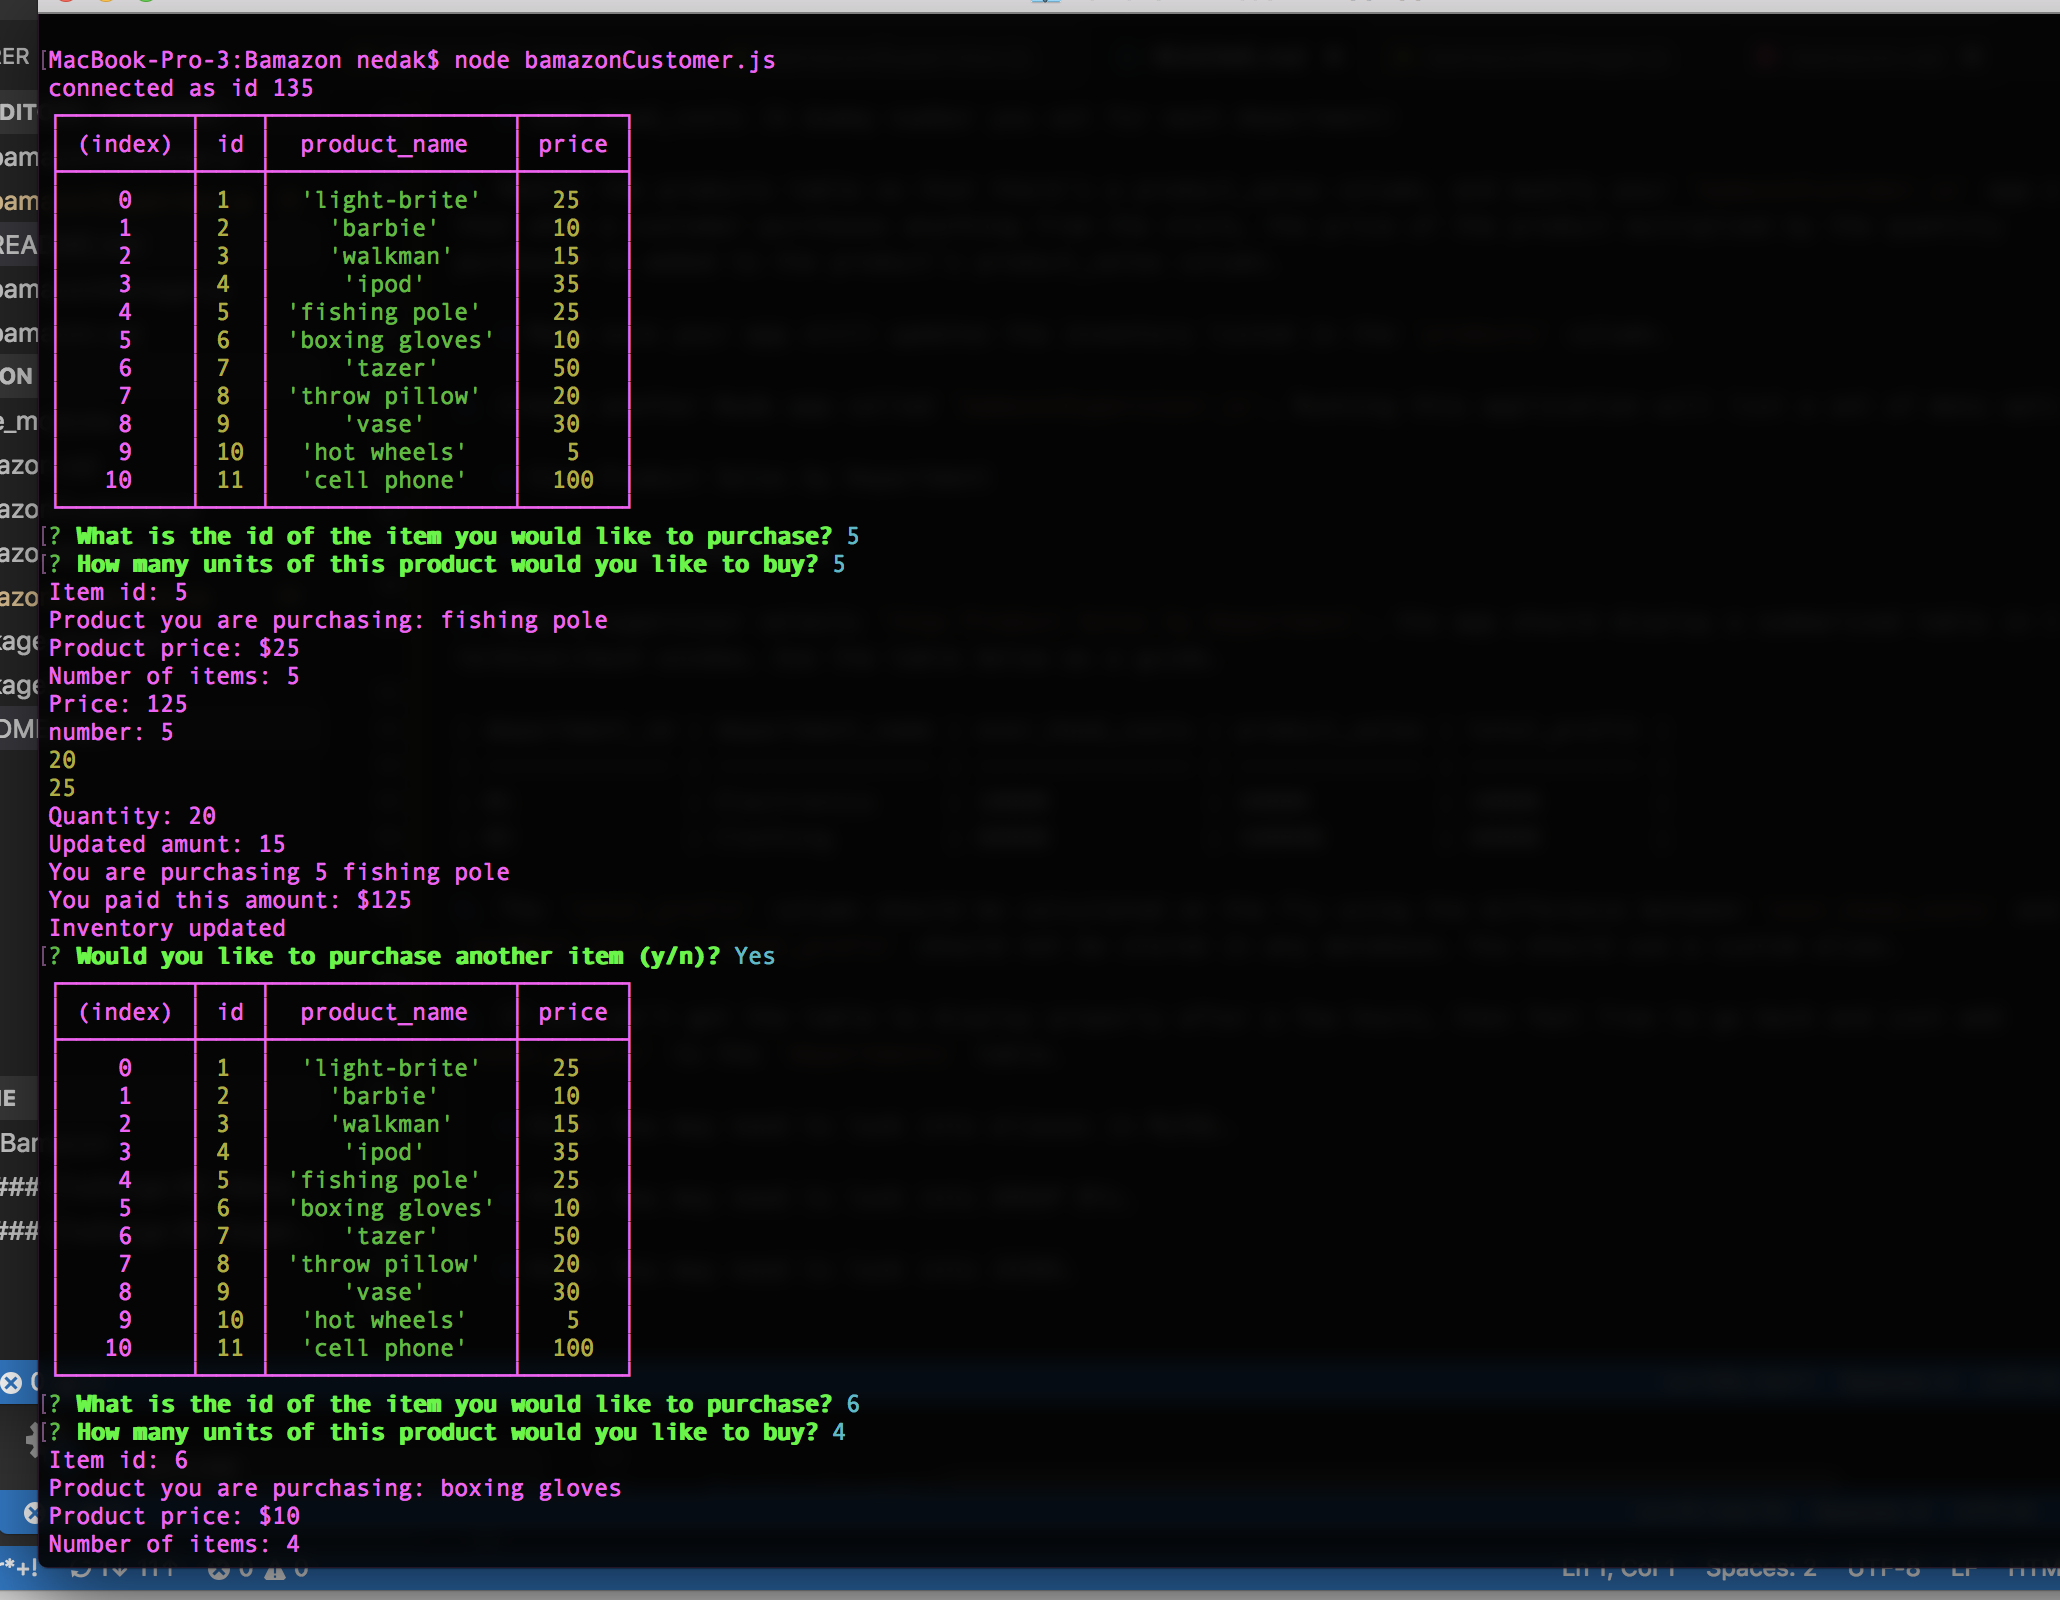 [MacBook-Pro-3:Bamazon nedak$ node bamazonCustomer.js
connected as id 135
(index) id product_name price
0 1 'light-brite' 25
1 2 'barbie' 10
2 3 'walkman' 15
3 4 'ipod' 35
4 5 'fishing pole' 25
5 6 'boxing gloves' 10
6 7 'tazer' 50
7 8 'throw pillow' 20
8 9 'vase' 30
9 10 'hot wheels' 5
10 11 'cell phone' 100
[? What is the id of the item you would like to purchase? 5
[? How many units of this product would you like to buy? 5
Item id: 5
Product you are purchasing: fishing pole
Product price: $25
Number of items: 5
Price: 125
number: 5
20
25
Quantity: 20
Updated amunt: 15
You are purchasing 5 fishing pole
You paid this amount: $125
Inventory updated
[? Would you like to purchase another item (y/n)? Yes
(index) id product_name price
0 1 'light-brite' 25
1 2 'barbie' 10
2 3 'walkman' 15
3 4 'ipod' 35
4 5 'fishing pole' 25
5 6 'boxing gloves' 10
6 7 'tazer' 50
7 8 'throw pillow' 20
8 9 'vase' 30
9 10 'hot wheels' 5
10 11 'cell phone' 100
[? What is the id of the item you would like to purchase? 6
[? How many units of this product would you like to buy? 4
Item id: 6
Product you are purchasing: boxing gloves
Product price: $10
Number of items: 4
Ln 1, Col 1 Spaces: 2 UTF-8 LF